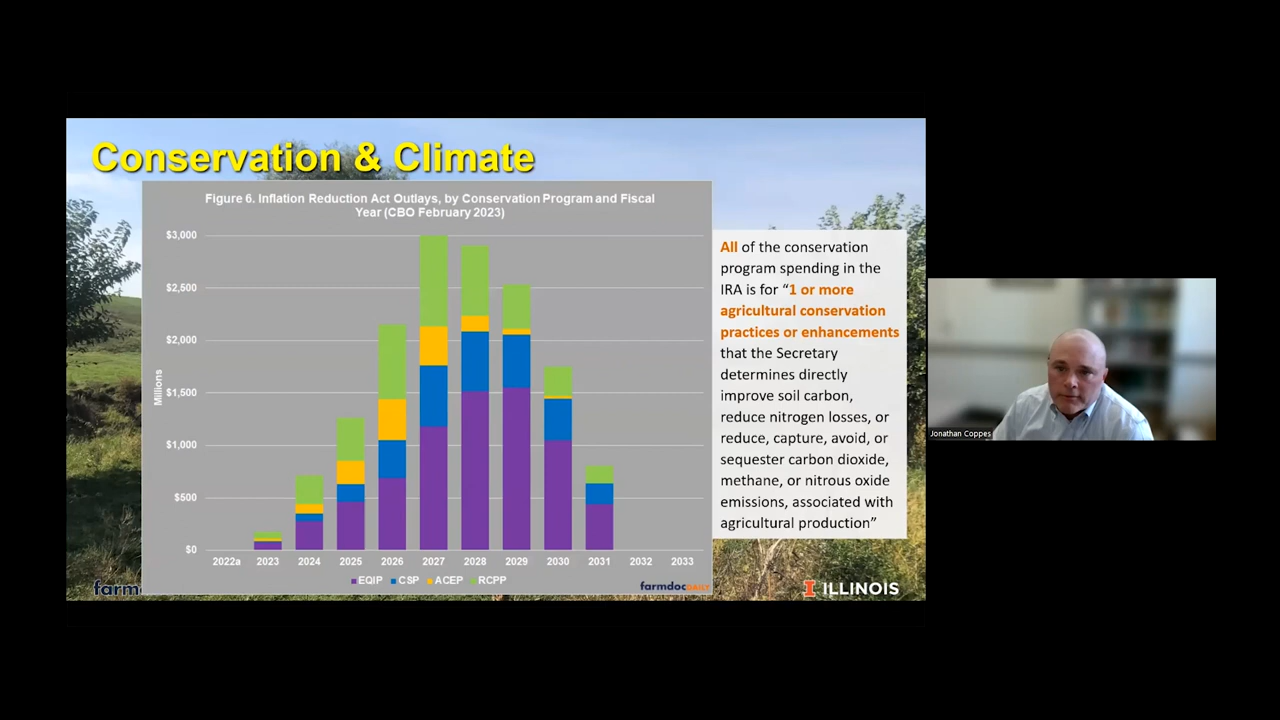 Conservation & Climate
Figure 6. Inflation Reduction Act Outlays, by Conservation Program and Fiscal
Year (CBO February 2023)
Millions
$3,000
$2,500
$2,000
$1,500
$1,000
$500
$0
2022a 2023 2024 2025 2026 2027 2028 2029 2030 2031 2032 2033
EQIP CSP ACEP RCPP
farmdocDAILY
All of the conservation
program spending in the
IRA is for “1 or more
agricultural conservation
practices or enhancements
that the Secretary
determines directly
improve soil carbon,
reduce nitrogen losses, or
reduce, capture, avoid, or
sequester carbon dioxide,
methane, or nitrous oxide
emissions, associated with
agricultural production”
farm
I ILLINOIS
Jonathan Coppes